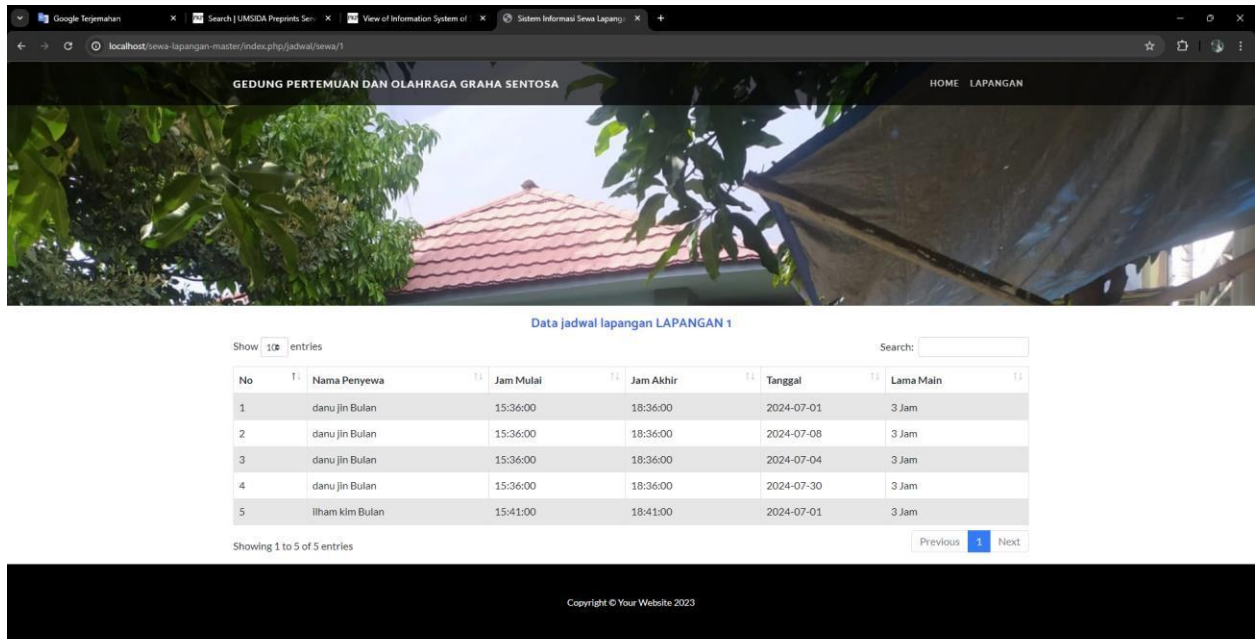 Google Terjemahan
Search | UMSIDA Preprints Ser
View of Information System of
Sistem Informasi Sewa Lapang
localhost/sewa-lapangan-master/index.php/jadwal/sewa/1
GEDUNG PERTEMUAN DAN OLAHRAGA GRAHA SENTOSA HOME LAPANGAN
Data jadwal lapangan LAPANGAN 1
Show 10 entries Search:
No Nama Penyewa Jam Mulai Jam Akhir Tanggal Lama Main
1 danu jin Bulan 15:36:00 18:36:00 2024-07-01 3 Jam
2 danu jin Bulan 15:36:00 18:36:00 2024-07-08 3 Jam
3 danu jin Bulan 15:36:00 18:36:00 2024-07-04 3 Jam
4 danu jin Bulan 15:36:00 18:36:00 2024-07-30 3 Jam
5 ilham kim Bulan 15:41:00 18:41:00 2024-07-01 3 Jam
Showing 1 to 5 of 5 entries Previous 1 Next
Copyright © Your Website 2023